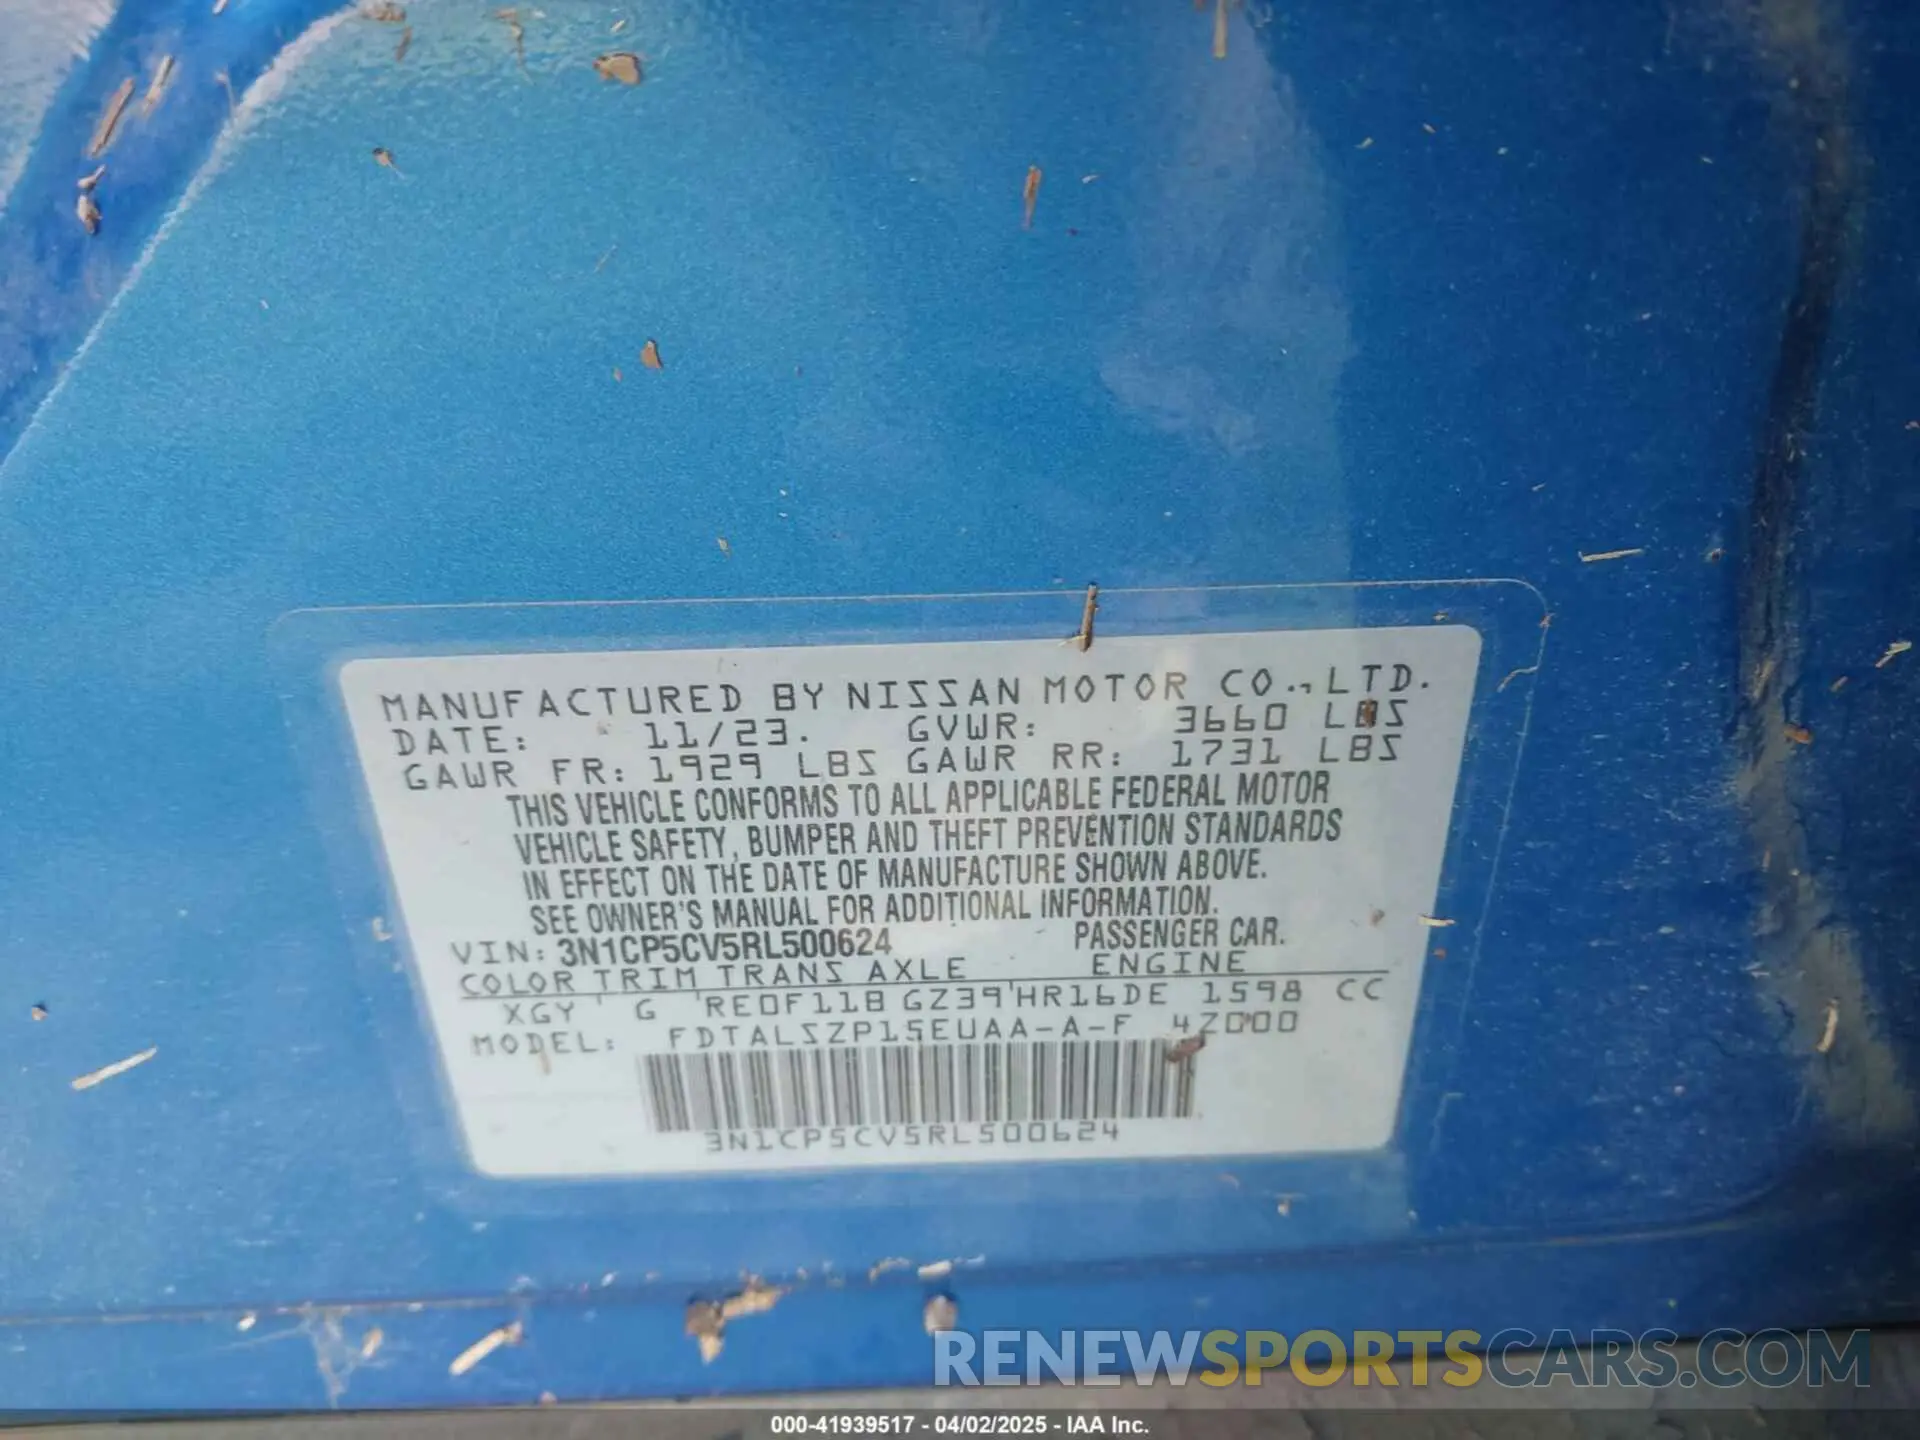 MANUFACTURED BY NISSAN MOTOR CO., LTD.
DATE: 11/23. GVWR: 3660 LBS
GAWR FR: 1929 LBS GAWR RR: 1731 LBS
THIS VEHICLE CONFORMS TO ALL APPLICABLE FEDERAL MOTOR
VEHICLE SAFETY, BUMPER AND THEFT PREVENTION STANDARDS
IN EFFECT ON THE DATE OF MANUFACTURE SHOWN ABOVE.
SEE OWNER'S MANUAL FOR ADDITIONAL INFORMATION.
VIN: 3N1CP5CV5RL500624 PASSENGER CAR.
COLOR TRIM TRANS AXLE ENGINE
XGY ' G 'RE0F11B GZ39'HR16DE 1598 CC
MODEL: FDTALSZP15EUAA-A-F 4Z000
3N1CP5CV5RL500624
RENEWSPORTSCARS.COM
000-41939517 - 04/02/2025 - IAA Inc.